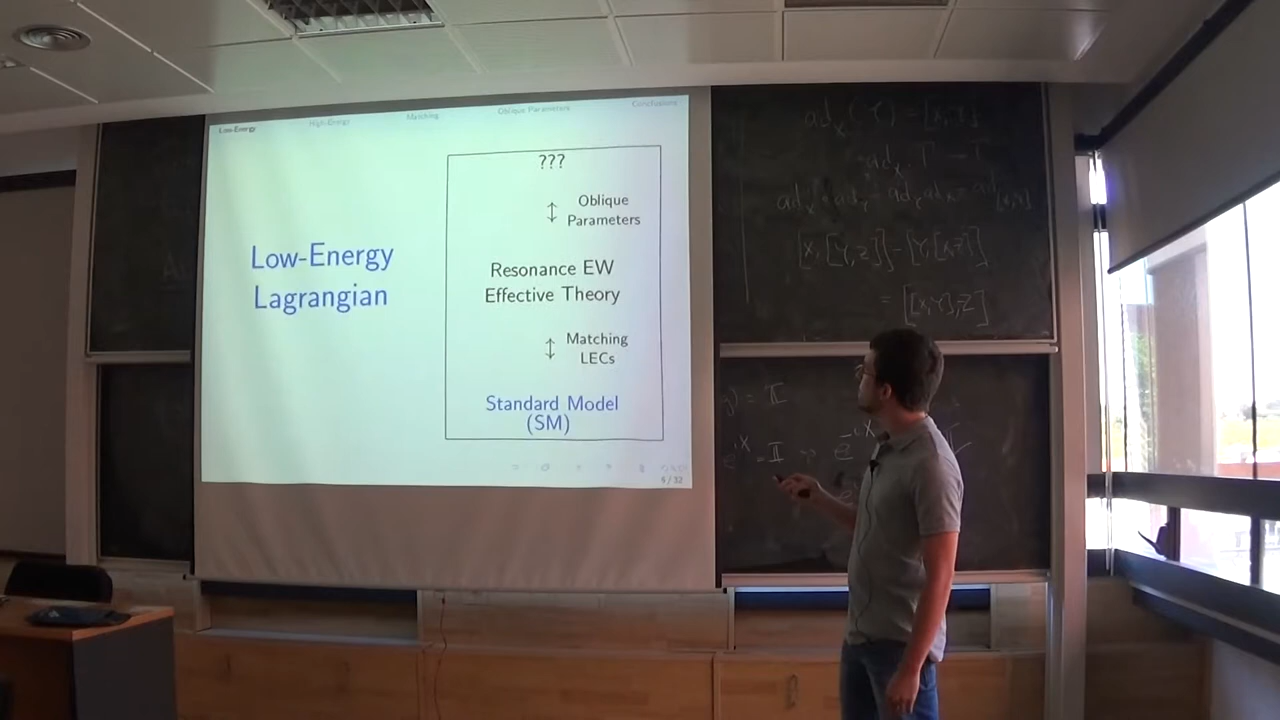 Low-Energy
High-Energy
Matching
Oblique Parameters
Conclusions
Low-Energy
Lagrangian
???
↕ Oblique
Parameters
Resonance EW
Effective Theory
↕ Matching
LECs
Standard Model
(SM)
6 / 32
[X,[Y,Z]] - [Y,[X,Z]]
= [[X,Y],Z]